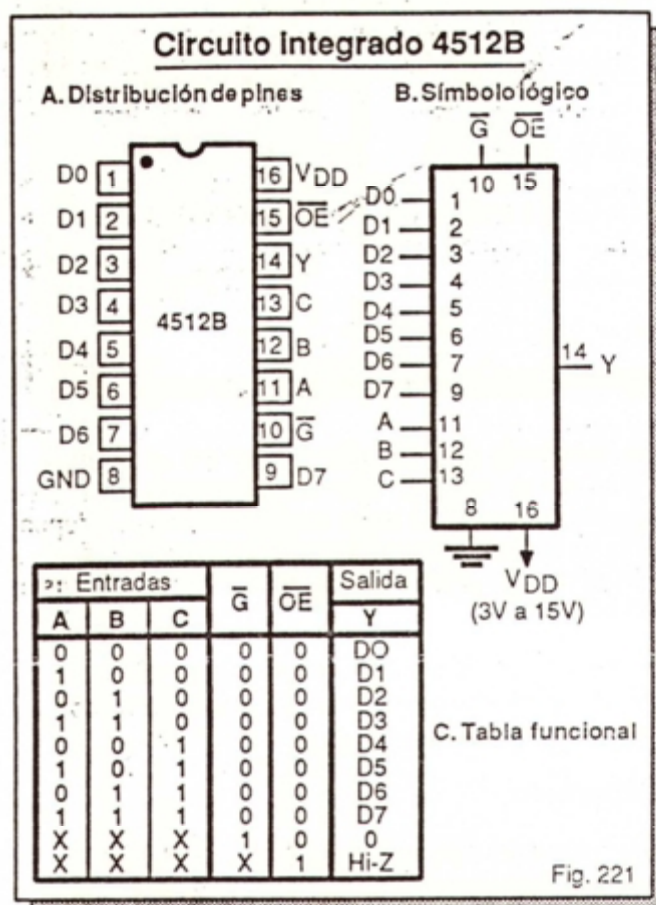 Circuito integrado 4512B
A. Distribución de pines
B. Símbolo lógico
D0 1
D1 2
D2 3
D3 4
D4 5
D5 6
D6 7
GND 8
4512B
16 VDD
15 OE
14 Y
13 C
12 B
11 A
10 G
9 D7
G OE
10 15
D0 1
D1 2
D2 3
D3 4
D4 5
D5 6
D6 7
D7 9
A 11
B 12
C 13
14 Y
8 16
VDD
(3V a 15V)
Entradas G OE Salida
A B C Y
0 0 0 0 0 D0
1 0 0 0 0 D1
0 1 0 0 0 D2
1 1 0 0 0 D3
0 0 1 0 0 D4
1 0 1 0 0 D5
0 1 1 0 0 D6
1 1 1 0 0 D7
X X X 1 0 0
X X X X 1 Hi-Z
C. Tabla funcional
Fig. 221